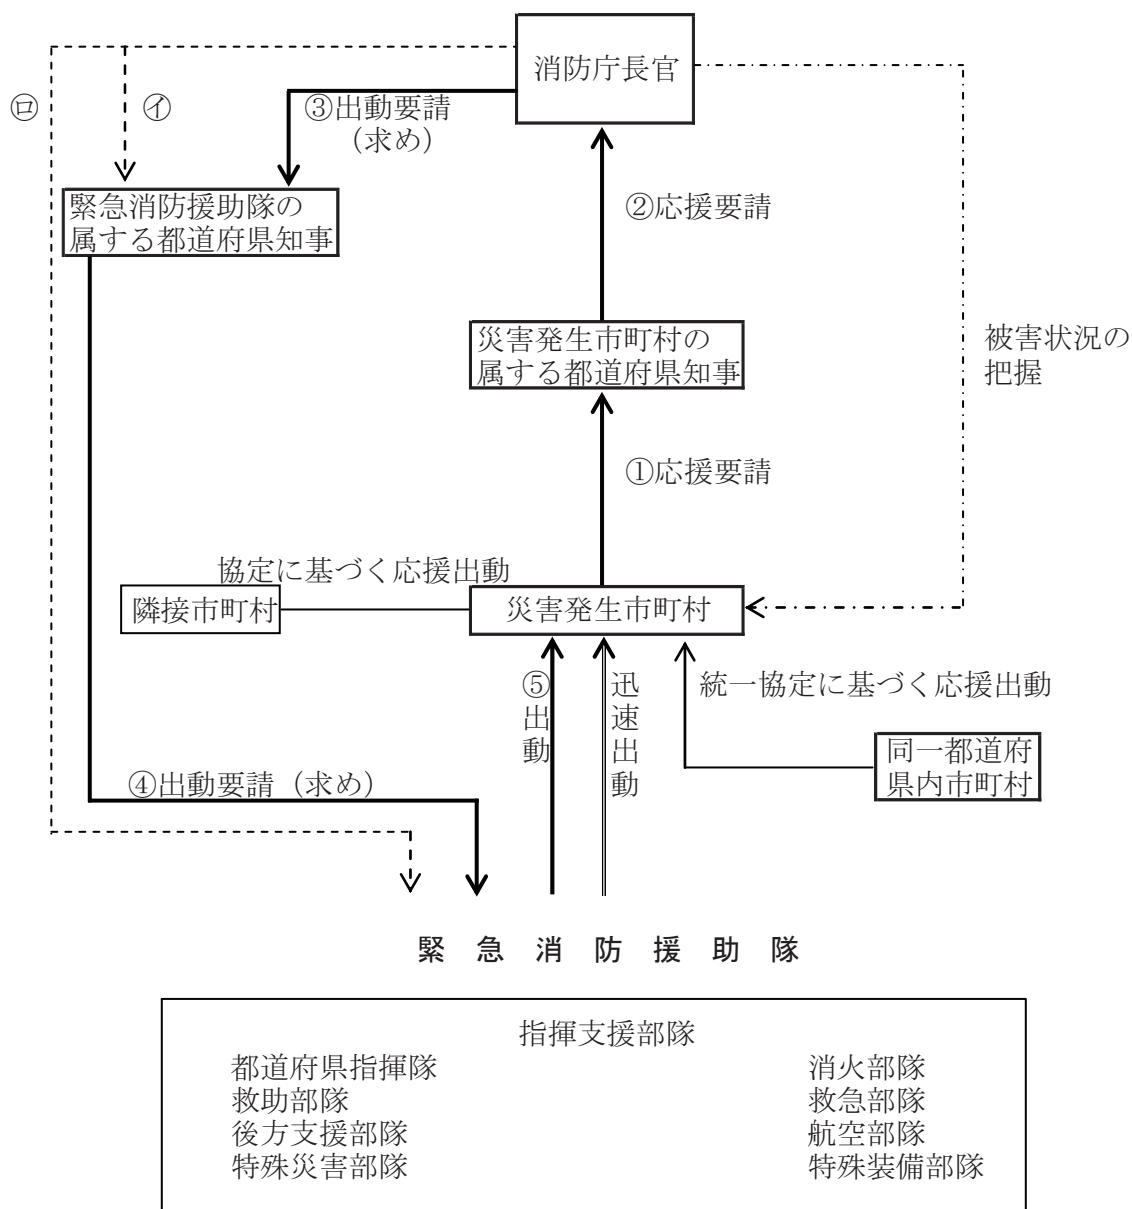 消防庁長官
㋺
㋑
③出動要請
（求め）
緊急消防援助隊の
属する都道府県知事
②応援要請
災害発生市町村の
属する都道府県知事
被害状況の
把握
①応援要請
協定に基づく応援出動
隣接市町村
災害発生市町村
⑤出動
迅速出動
統一協定に基づく応援出動
同一都道府
県内市町村
④出動要請（求め）
緊急消防援助隊
指揮支援部隊
都道府県指揮隊
消火部隊
救助部隊
救急部隊
後方支援部隊
航空部隊
特殊災害部隊
特殊装備部隊